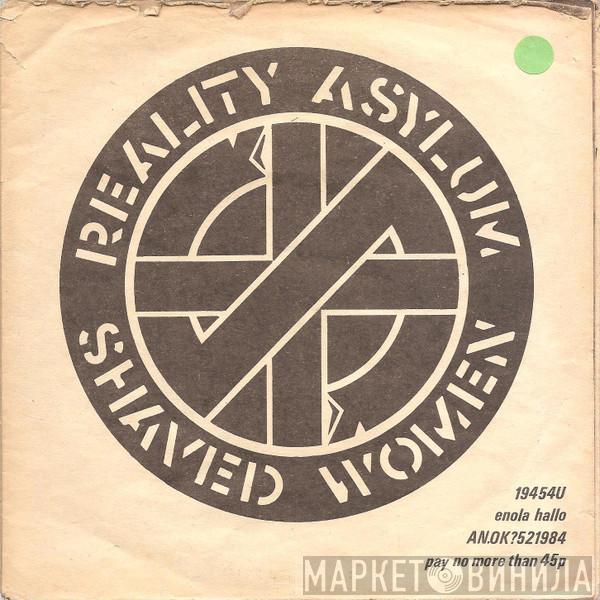 REALITY ASYLUM
SHAVED WOMEN
19454U
enola hallo
AN.OK?521984
pay no more than 45p
МАРКЕТ ВИНИЛА